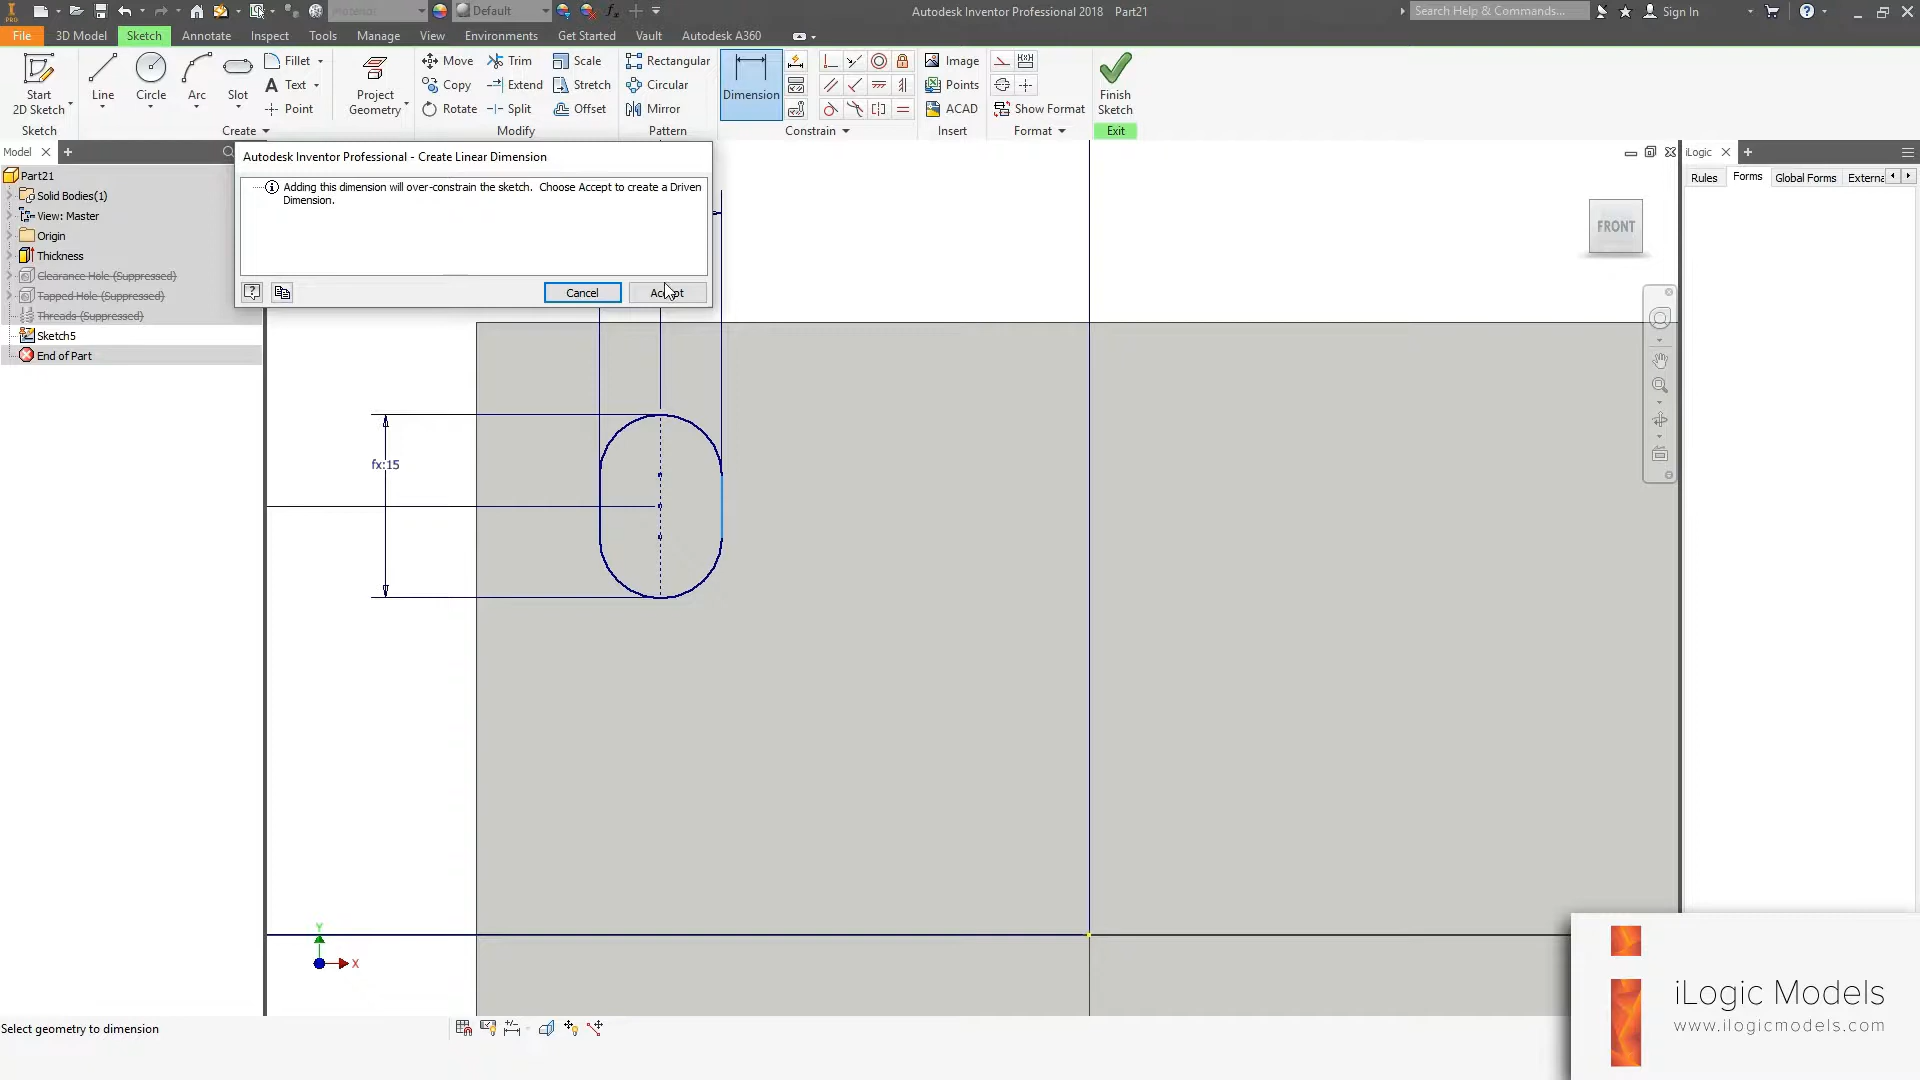 PRO
Material
Default
fx
Autodesk Inventor Professional 2018 Part21
Search Help & Commands...
Sign In
File
3D Model
Sketch
Annotate
Inspect
Tools
Manage
View
Environments
Get Started
Vault
Autodesk A360
Start
2D Sketch
Line
Circle
Arc
Slot
Fillet
Text
Point
Project
Geometry
Move
Copy
Rotate
Trim
Extend
Split
Scale
Stretch
Offset
Rectangular
Circular
Mirror
Dimension
Image
Points
ACAD
Show Format
Finish
Sketch
Sketch
Create
Modify
Pattern
Constrain
Insert
Format
Exit
Model
Part21
Solid Bodies(1)
View: Master
Origin
Thickness
Clearance Hole (Suppressed)
Tapped Hole (Suppressed)
Threads (Suppressed)
Sketch5
End of Part
Autodesk Inventor Professional - Create Linear Dimension
Adding this dimension will over-constrain the sketch. Choose Accept to create a Driven
Dimension.
Cancel
Accept
fx:15
FRONT
iLogic
Rules
Forms
Global Forms
Externa
Y
X
Select geometry to dimension
iLogic Models
www.ilogicmodels.com